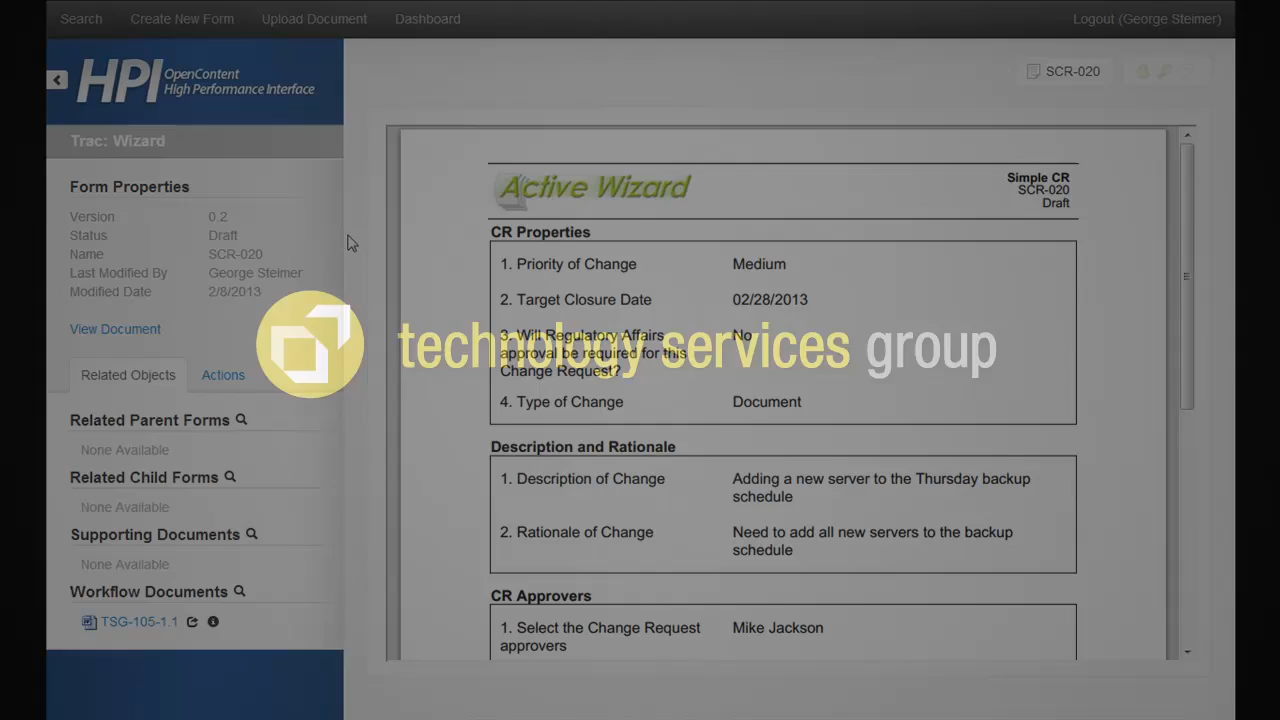 Search Create New Form Upload Document Dashboard Logout (George Steimer)
HPI OpenContent
High Performance Interface
SCR-020
Trac: Wizard
Form Properties
Version 0.2
Status Draft
Name SCR-020
Last Modified By George Steimer
Modified Date 2/8/2013
View Document
Related Objects Actions
Related Parent Forms
None Available
Related Child Forms
None Available
Supporting Documents
None Available
Workflow Documents
TSG-105-1.1
Active Wizard
Simple CR
SCR-020
Draft
CR Properties
1. Priority of Change Medium
2. Target Closure Date 02/28/2013
3. Will Regulatory Affairs No
approval be required for this
Change Request?
4. Type of Change Document
technology services group
Description and Rationale
1. Description of Change Adding a new server to the Thursday backup
schedule
2. Rationale of Change Need to add all new servers to the backup
schedule
CR Approvers
1. Select the Change Request Mike Jackson
approvers